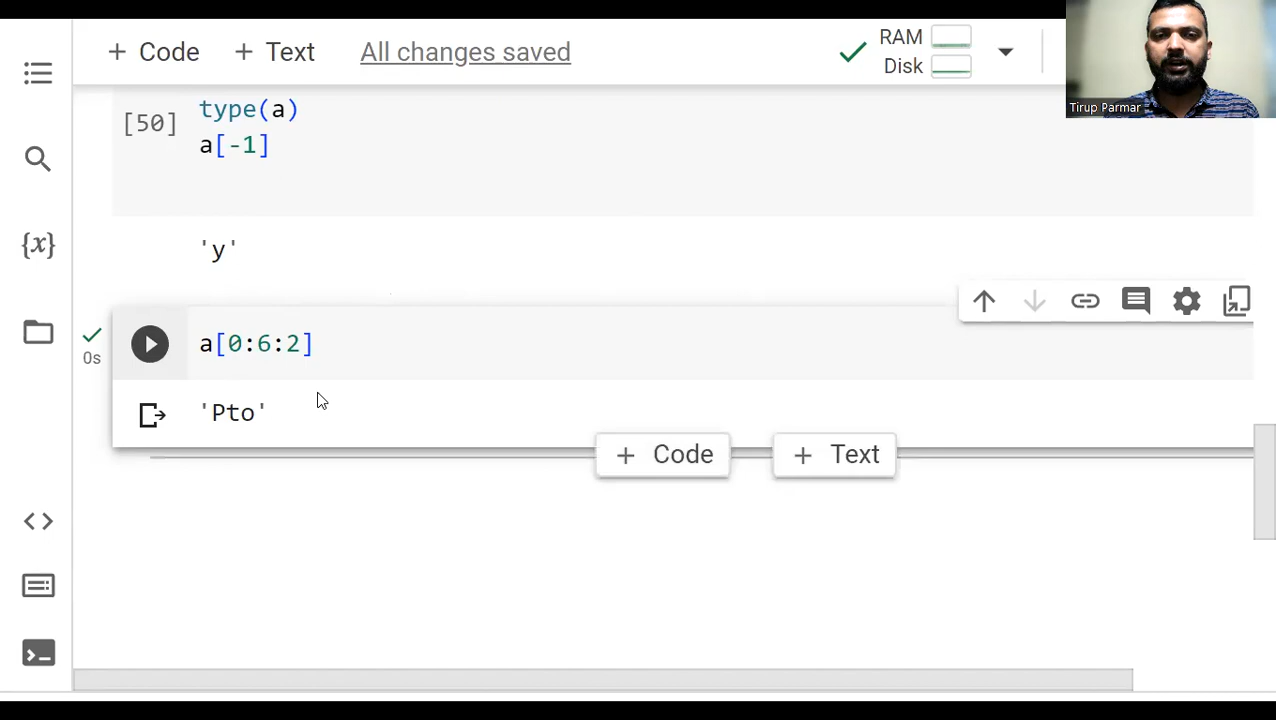 + Code + Text All changes saved RAM
Disk
Tirup Parmar
type(a)
[50]
a[-1]
{x}
'y'
a[0:6:2]
0s
'Pto'
+ Code + Text